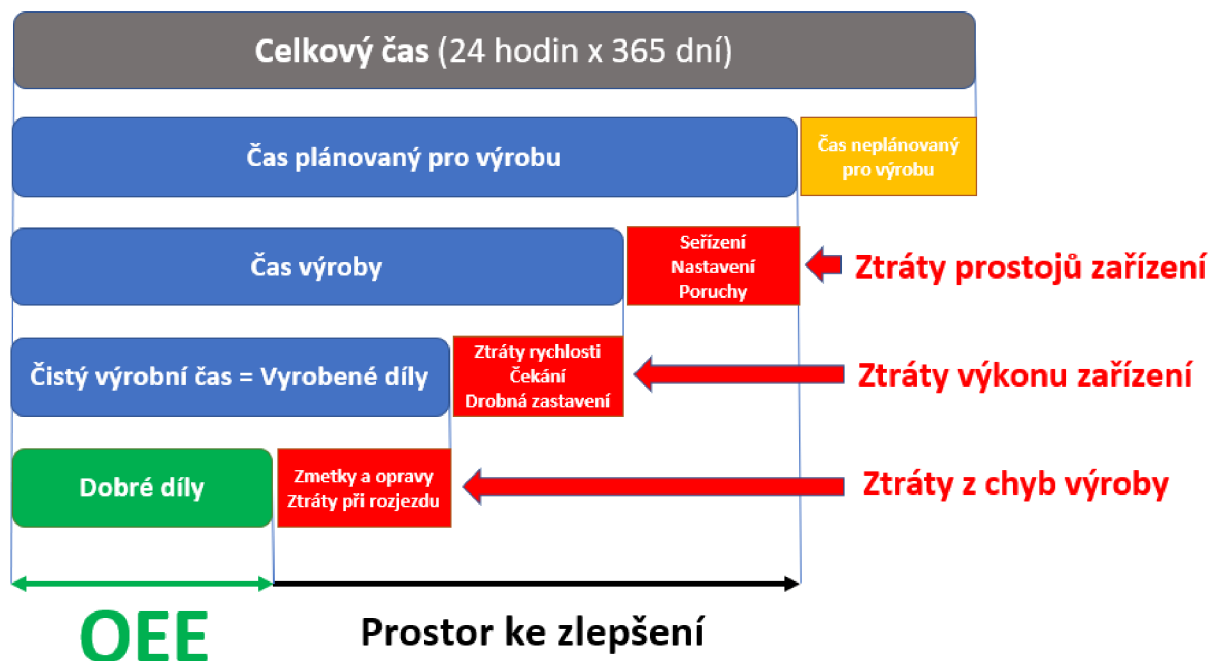 Celkový čas (24 hodin x 365 dní)
Čas plánovaný pro výrobu
Čas neplánovaný
pro výrobu
Čas výroby
Seřízení
Nastavení
Poruchy
Ztráty prostojů zařízení
Čistý výrobní čas = Vyrobené díly
Ztráty rychlosti
Čekání
Drobná zastavení
Ztráty výkonu zařízení
Dobré díly
Zmetky a opravy
Ztráty při rozjezdu
Ztráty z chyb výroby
OEE
Prostor ke zlepšení